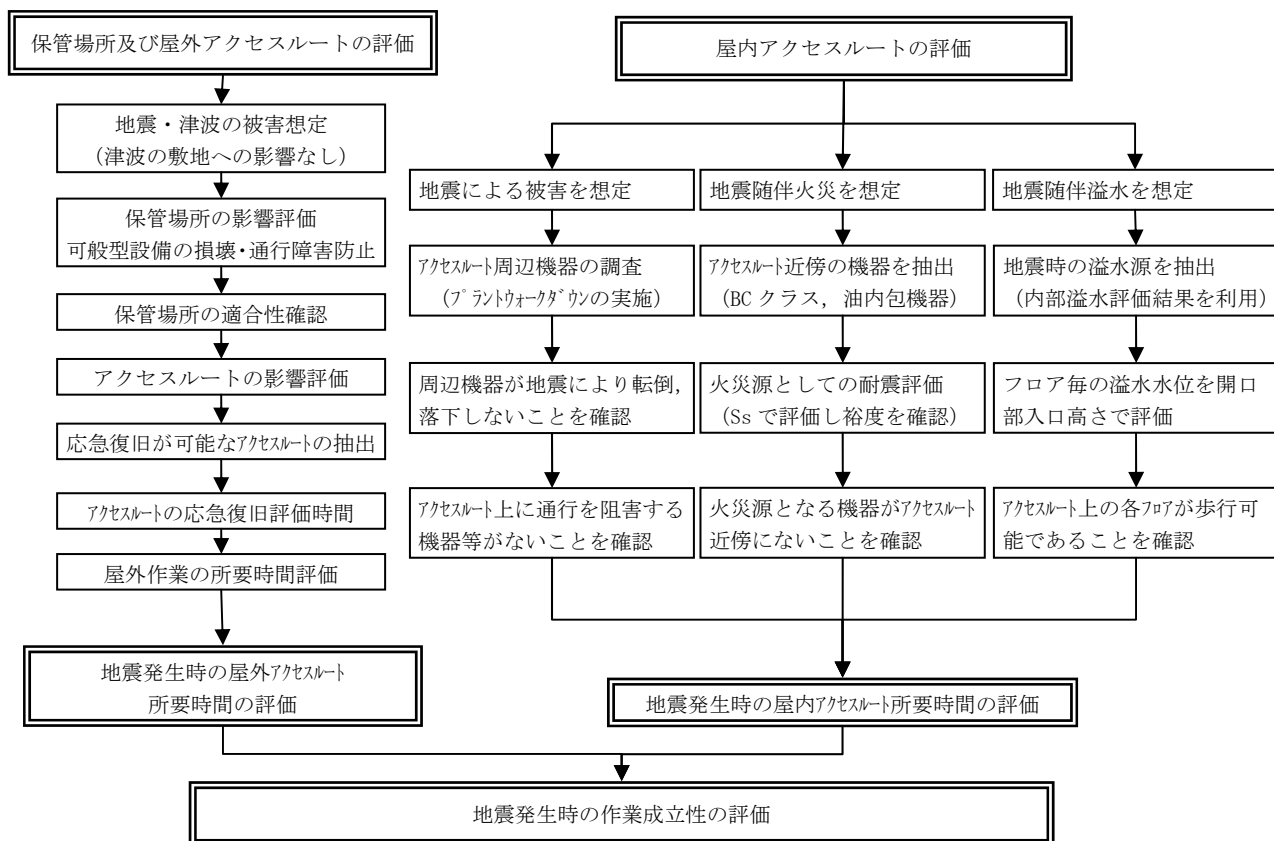 保管場所及び屋外アクセスルートの評価
地震・津波の被害想定
（津波の敷地への影響なし）
保管場所の影響評価
可般型設備の損壊・通行障害防止
保管場所の適合性確認
アクセスルートの影響評価
応急復旧が可能なｱｸｾｽﾙｰﾄの抽出
ｱｸｾｽﾙｰﾄの応急復旧評価時間
屋外作業の所要時間評価
地震発生時の屋外ｱｸｾｽﾙｰﾄ
所要時間の評価
屋内アクセスルートの評価
地震による被害を想定
ｱｸｾｽﾙｰﾄ周辺機器の調査
（ﾌﾟﾗﾝﾄｳｫｰｸﾀﾞｳﾝの実施）
周辺機器が地震により転倒，
落下しないことを確認
ｱｸｾｽﾙｰﾄ上に通行を阻害する
機器等がないことを確認
地震随伴火災を想定
ｱｸｾｽﾙｰﾄ近傍の機器を抽出
（BC クラス，油内包機器）
火災源としての耐震評価
（Ss で評価し裕度を確認）
火災源となる機器がｱｸｾｽﾙｰﾄ
近傍にないことを確認
地震随伴溢水を想定
地震時の溢水源を抽出
（内部溢水評価結果を利用）
フロア毎の溢水水位を開口
部入口高さで評価
ｱｸｾｽﾙｰﾄ上の各ﾌﾛｱが歩行可
能であることを確認
地震発生時の屋内ｱｸｾｽﾙｰﾄ所要時間の評価
地震発生時の作業成立性の評価